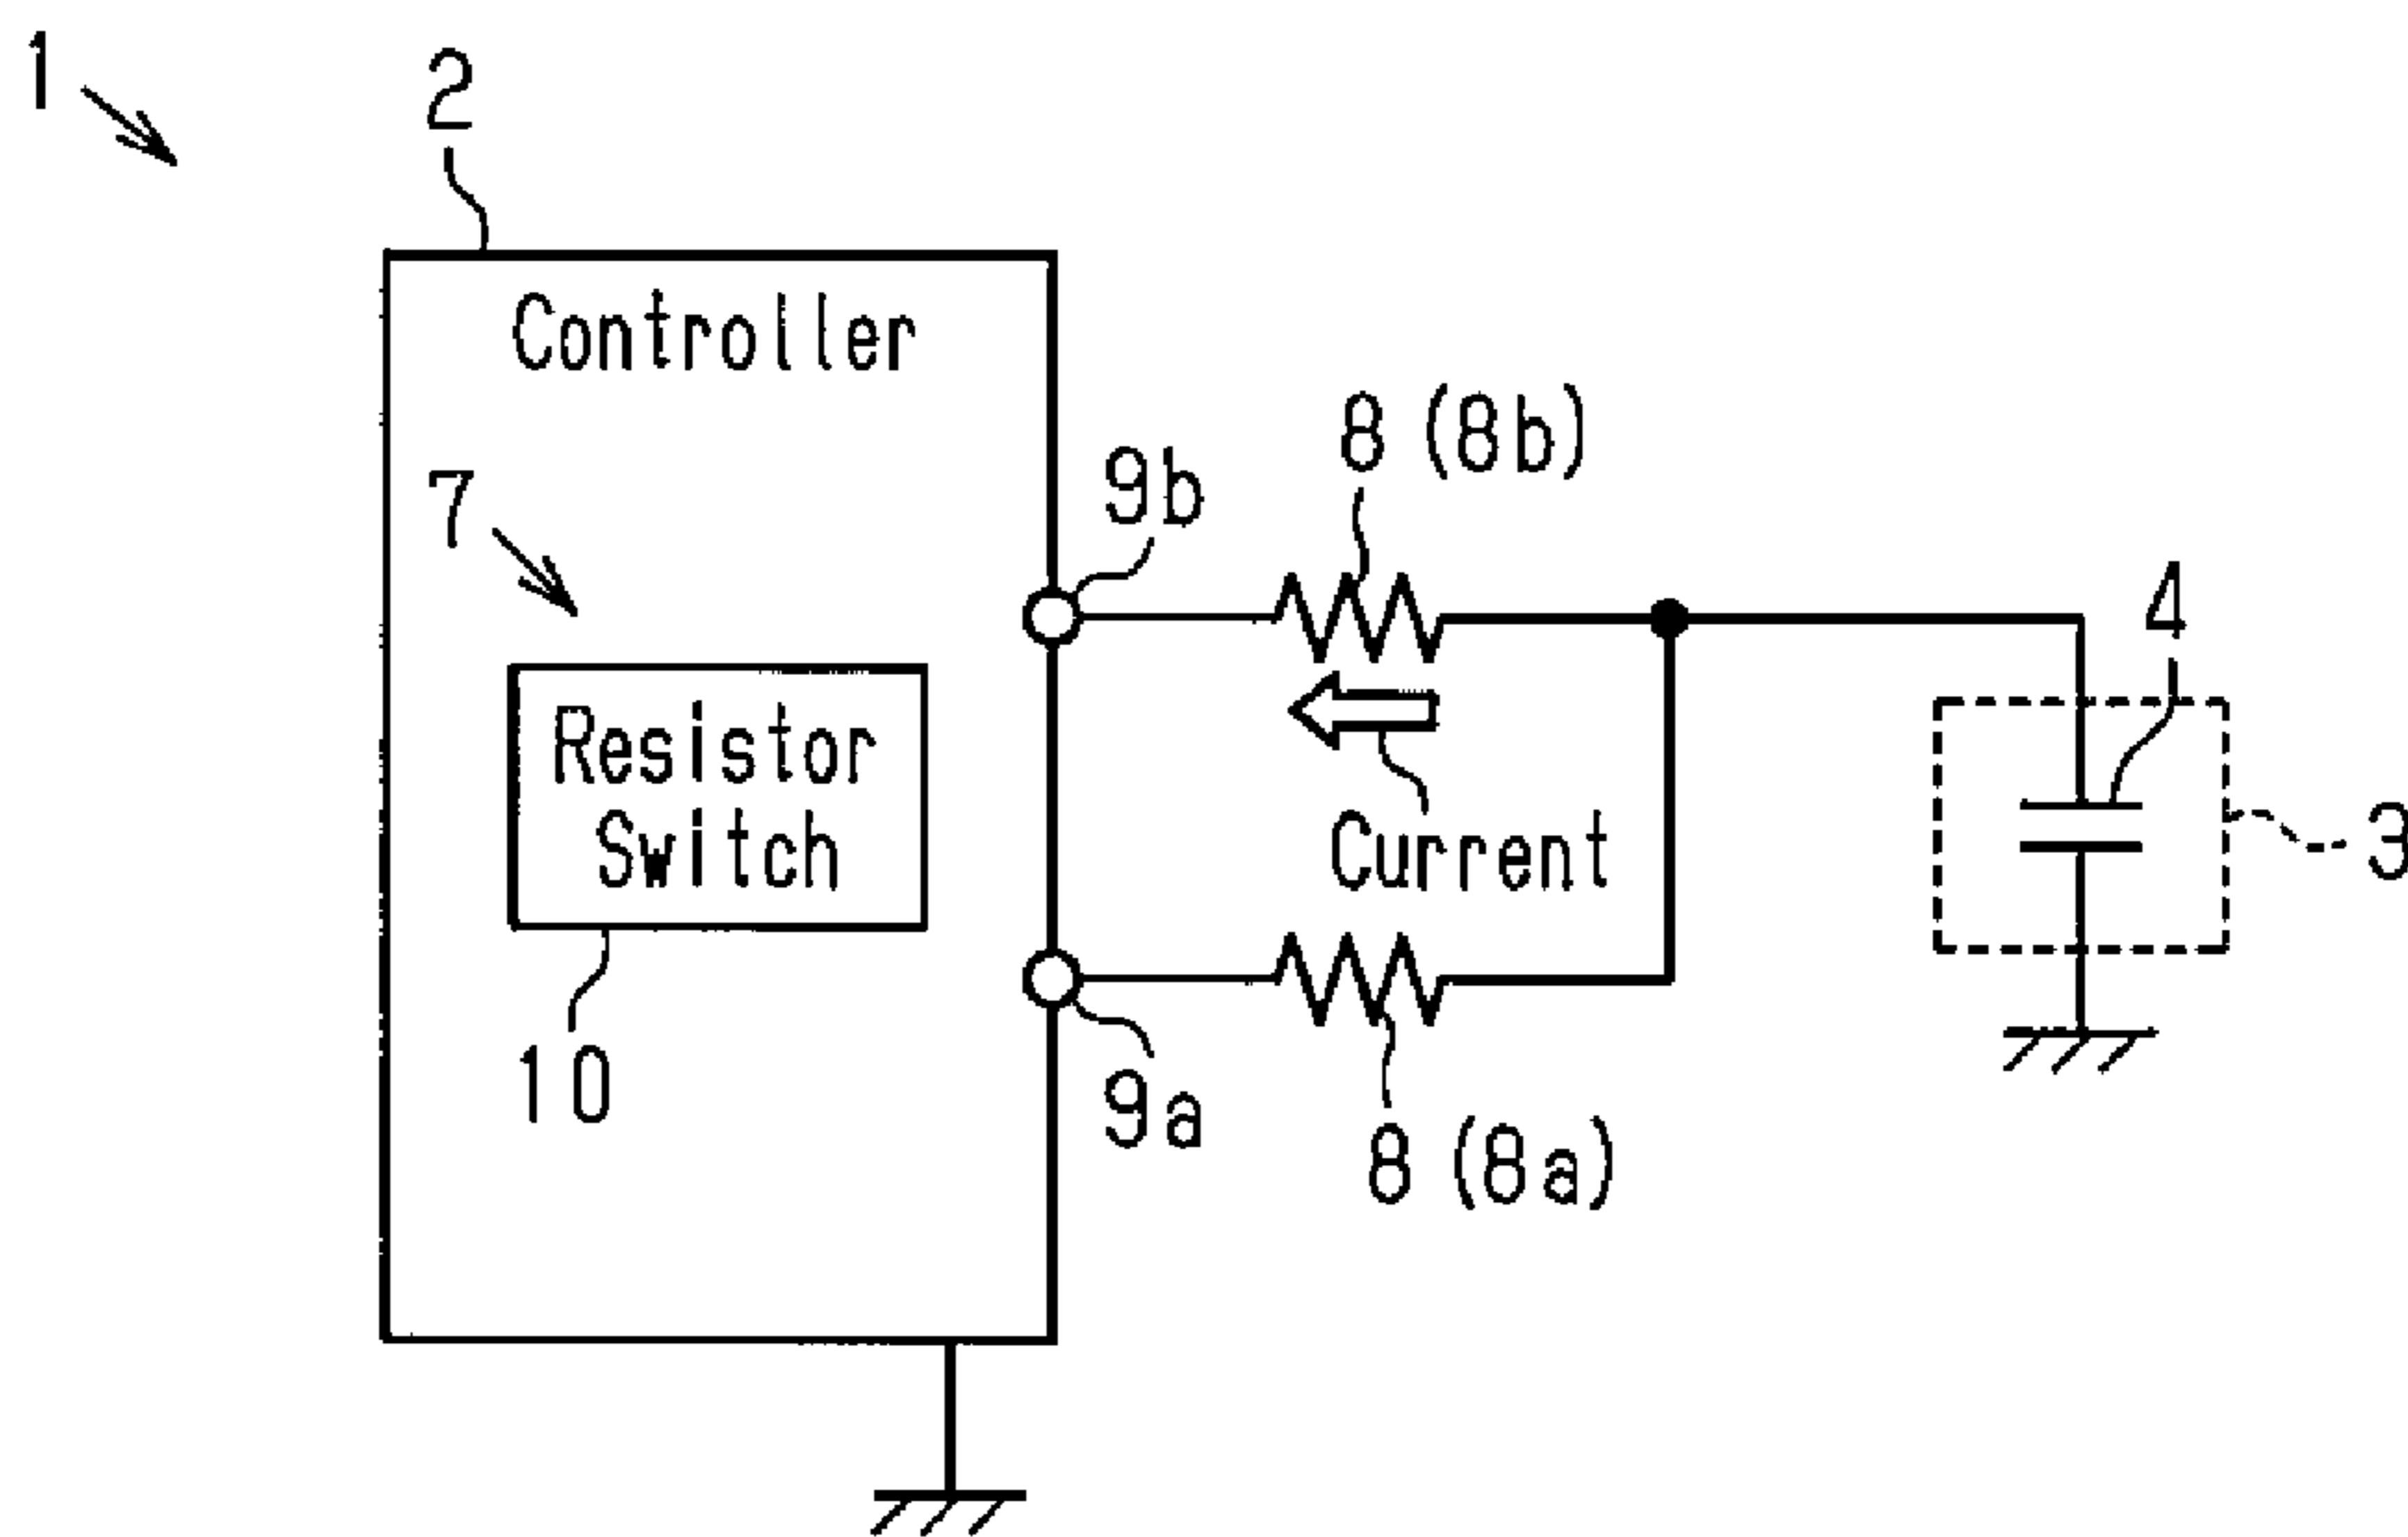 1
2
Controller
8 (8b)
9b
7
4
Resistor
Switch
Current
3
10
9a
8 (8a)